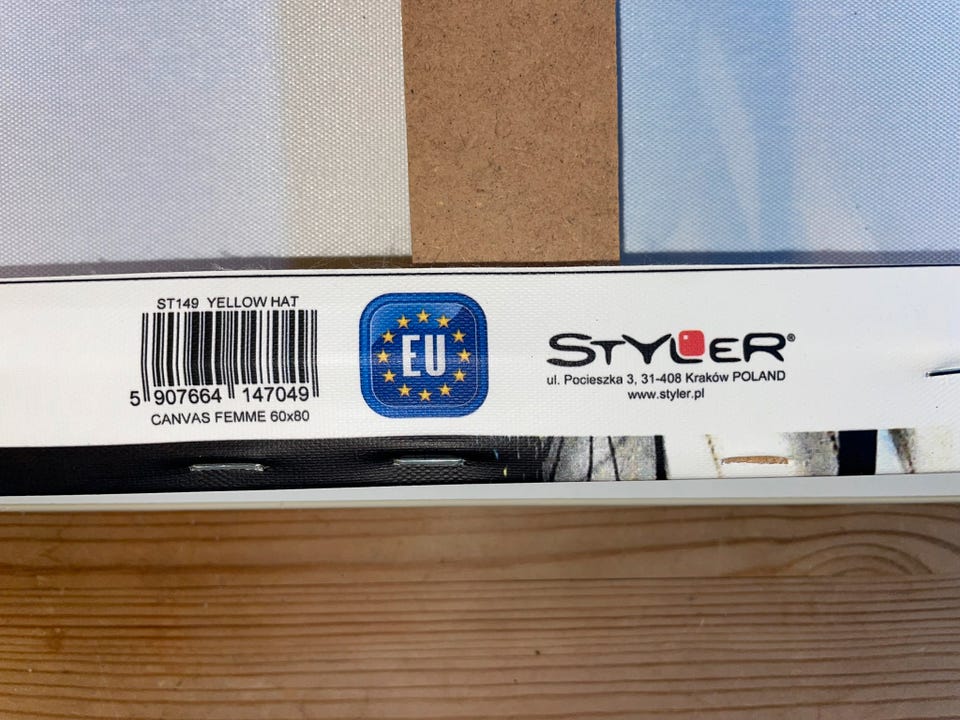 ST149 YELLOW HAT
5 907664 147049
CANVAS FEMME 60x80
EU
STYLER®
ul. Pocieszka 3, 31-408 Kraków POLAND
www.styler.pl